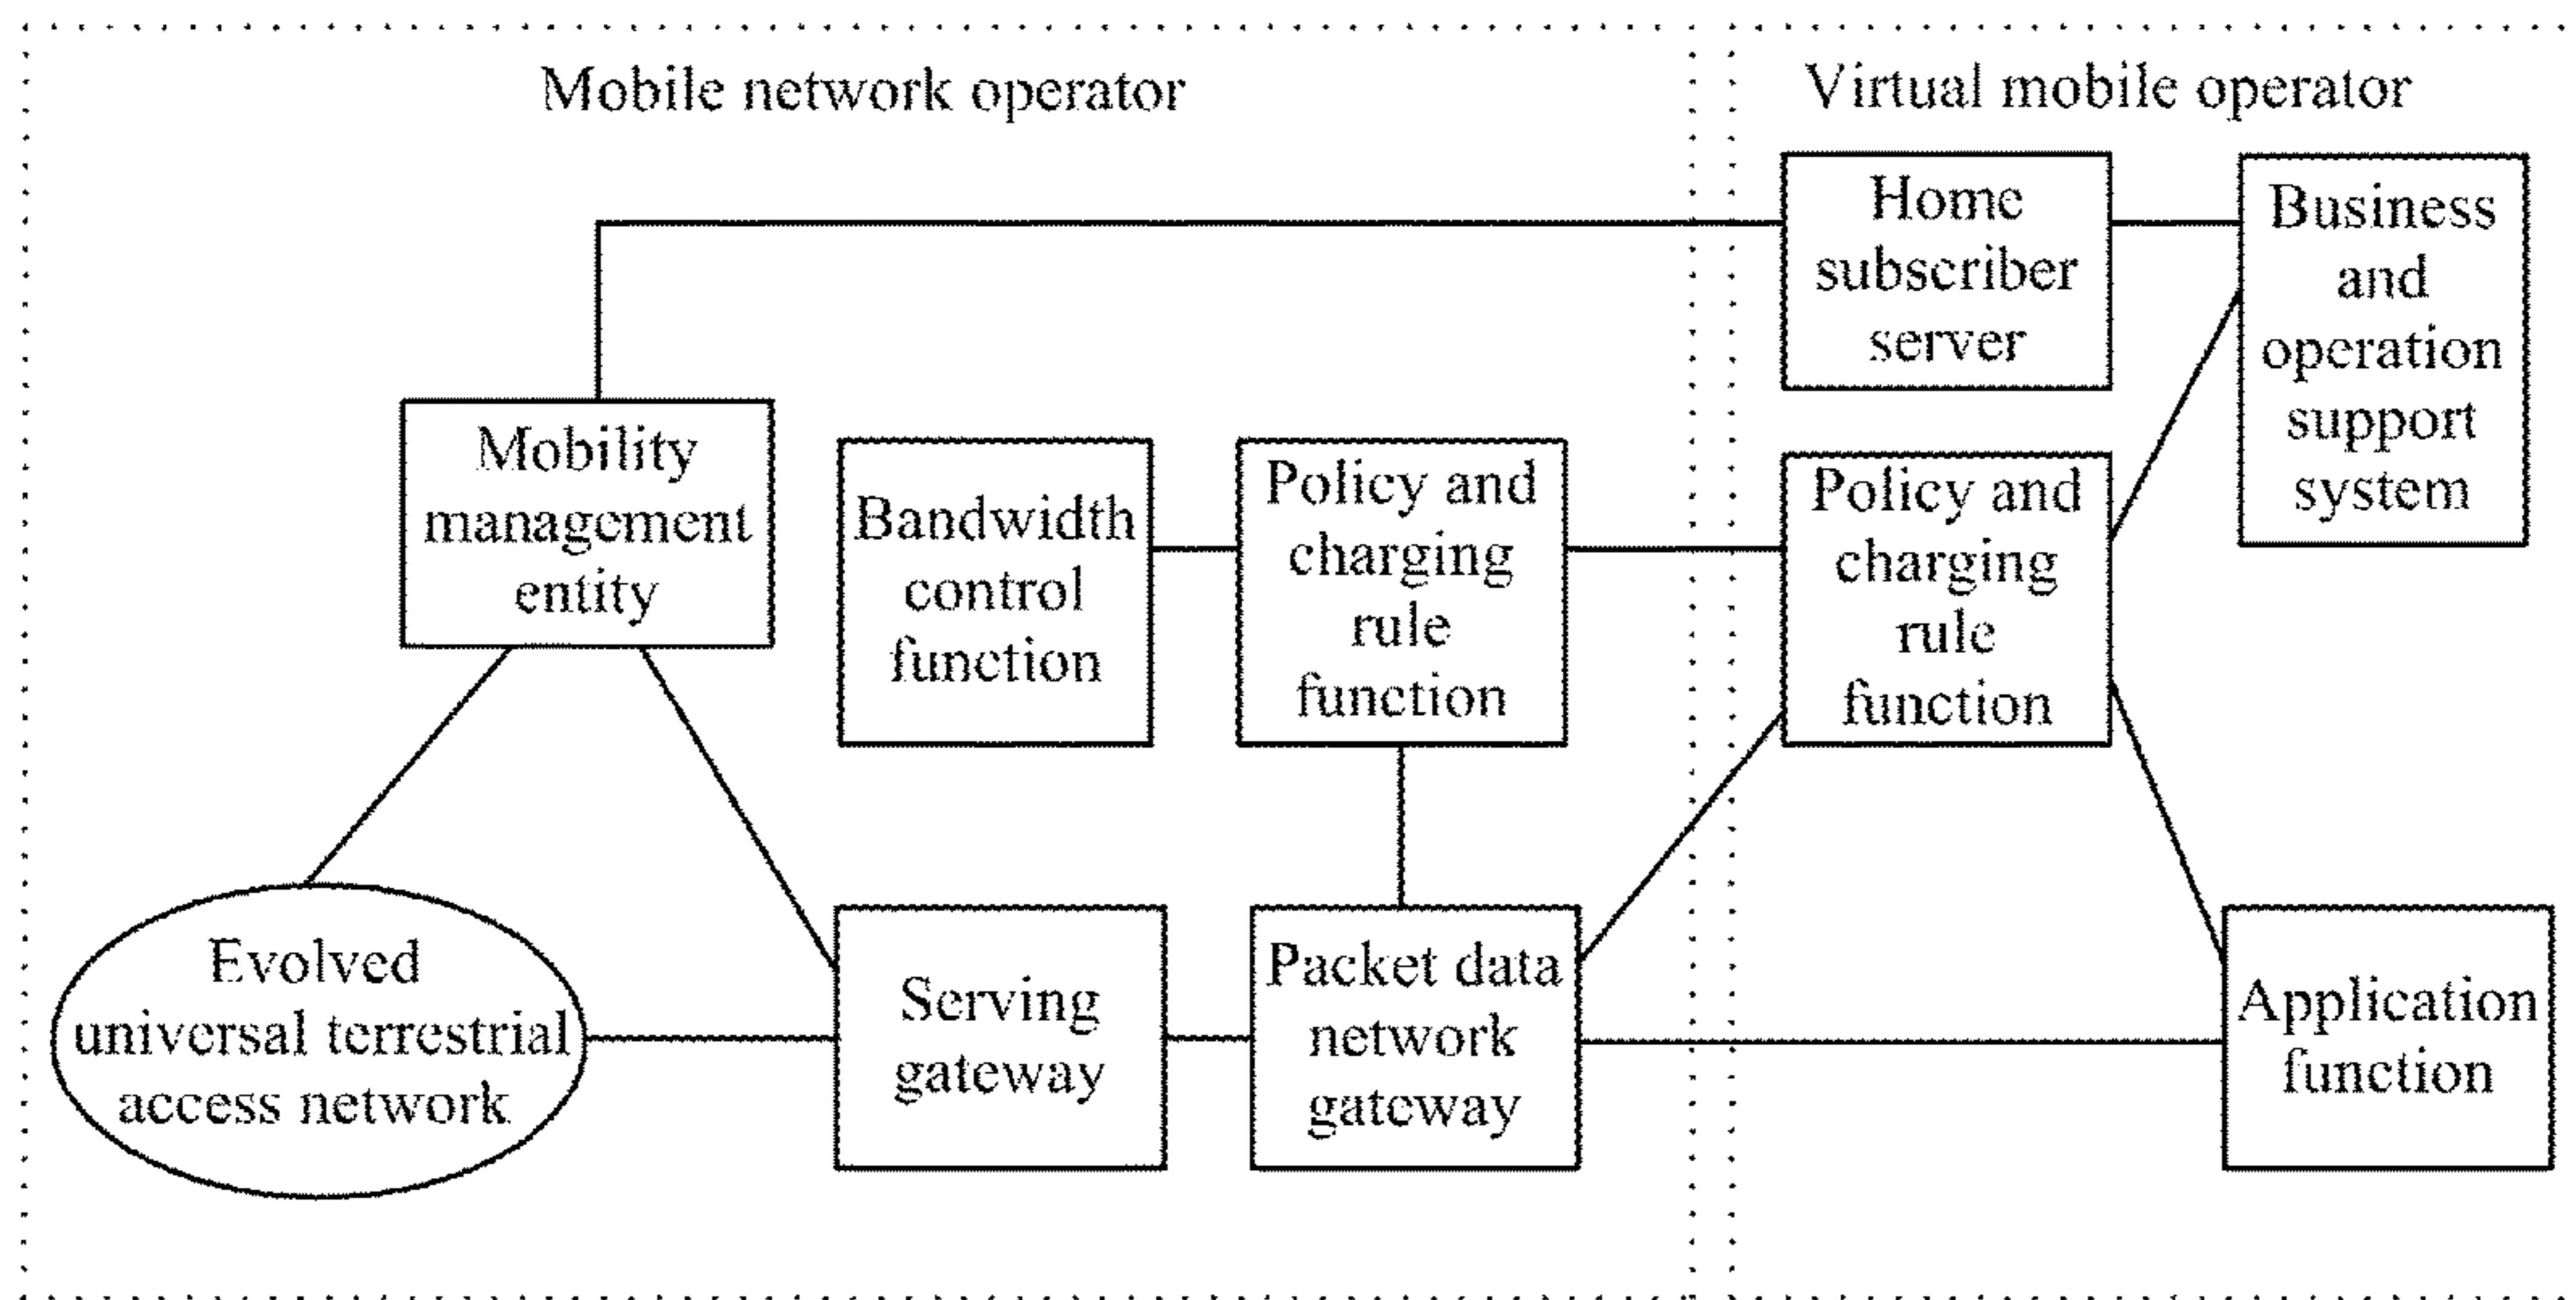 Mobile network operator
Virtual mobile operator
Home
subscriber
server
Business
and
operation
support
system
Mobility
management
entity
Bandwidth
control
function
Policy and
charging
rule
function
Policy and
charging
rule
function
Evolved
universal terrestrial
access network
Serving
gateway
Packet data
network
gateway
Application
function